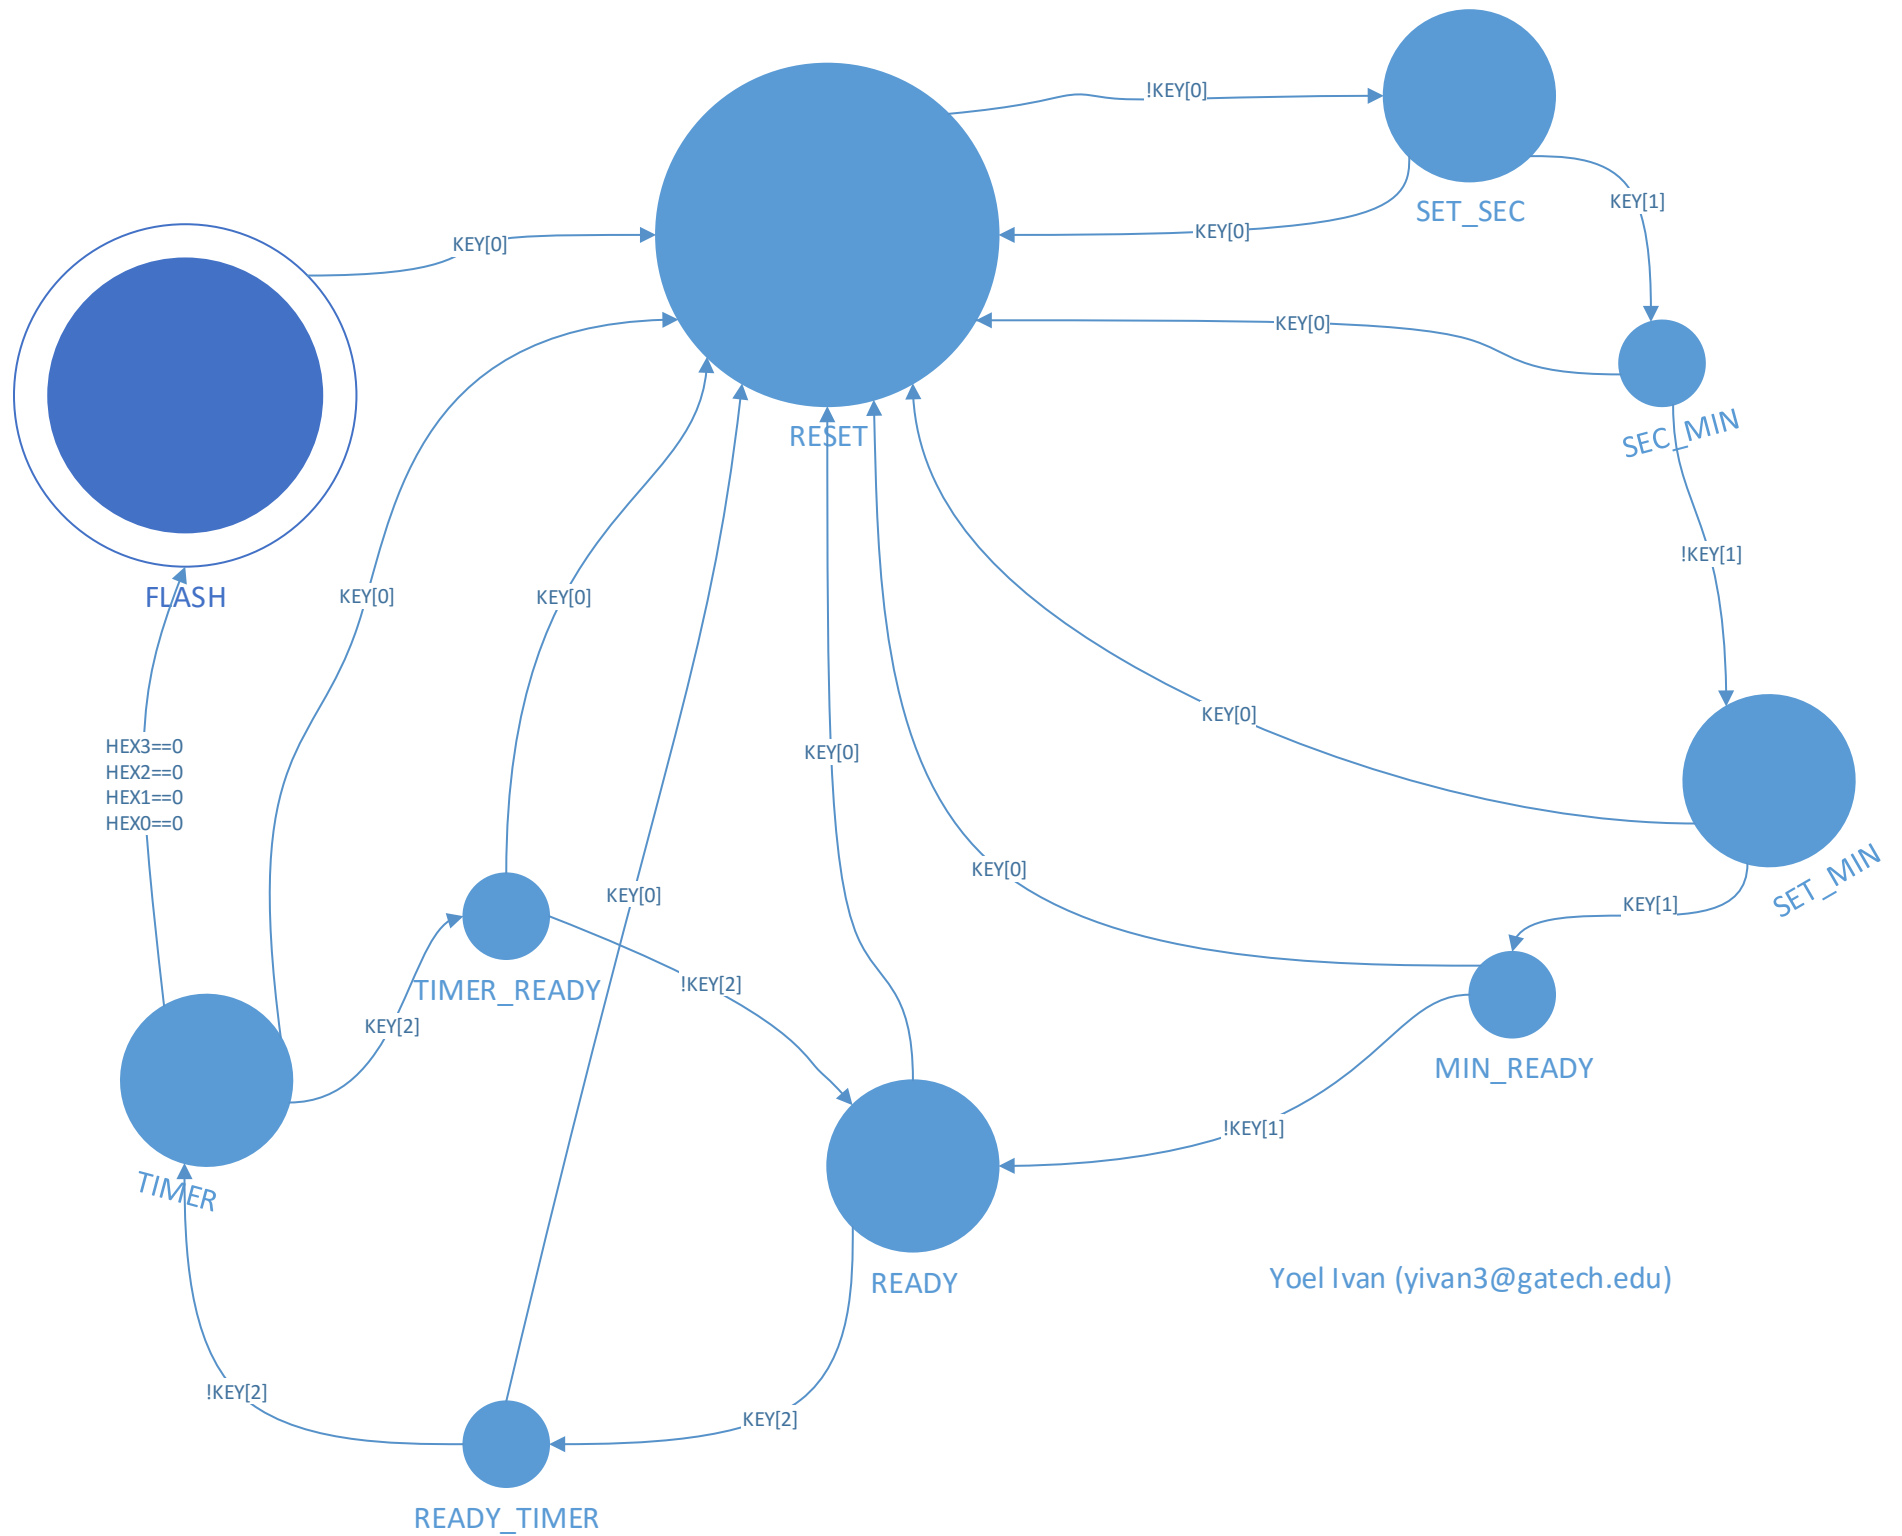 !KEY[0]
KEY[1]
SET_SEC
KEY[0]
KEY[0]
KEY[0]
SEC_MIN
RESET
!KEY[1]
FLASH
KEY[0]
KEY[0]
KEY[0]
KEY[0]
HEX3==0
HEX2==0
HEX1==0
HEX0==0
KEY[0]
KEY[0]
SET_MIN
KEY[1]
TIMER_READY
!KEY[2]
KEY[2]
MIN_READY
!KEY[1]
TIMER
READY
Yoel Ivan (yivan3@gatech.edu)
!KEY[2]
KEY[2]
READY_TIMER